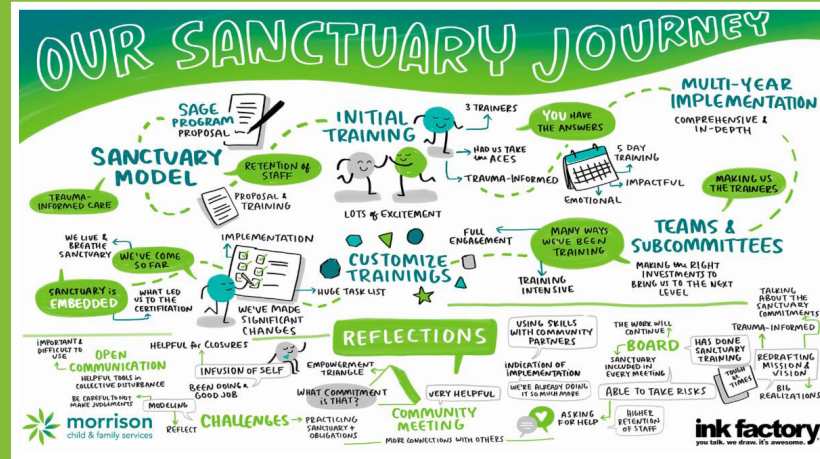 OUR SANCTUARY JOURNEY
SAGE
PROGRAM
PROPOSAL
SANCTUARY
MODEL
RETENTION of
STAFF
TRAUMA-
INFORMED CARE
PROPOSAL &
TRAINING
INITIAL
TRAINING
3 TRAINERS
HAD US TAKE
the ACES
TRAUMA-INFORMED
LOTS of EXCITEMENT
YOU HAVE
THE ANSWERS
5 DAY
TRAINING
IMPACTFUL
EMOTIONAL
MULTI-YEAR
IMPLEMENTATION
COMPREHENSIVE &
IN-DEPTH
MAKING US
THE TRAINERS
TEAMS &
SUBCOMMITTEES
MAKING the RIGHT
INVESTMENTS TO
BRING US TO THE NEXT
LEVEL
MANY WAYS
WE'VE BEEN
TRAINING
FULL
ENGAGEMENT
TRAINING
INTENSIVE
CUSTOMIZE
TRAININGS
IMPLEMENTATION
HUGE TASK LIST
WE'VE MADE
SIGNIFICANT
CHANGES
WE LIVE &
BREATHE
SANCTUARY
WE'VE COME
SO FAR
SANCTUARY is
EMBEDDED
WHAT LED
US TO THE
CERTIFICATION
REFLECTIONS
IMPORTANT &
DIFFICULT TO
USE
OPEN
COMMUNICATION
HELPFUL TOOLS in
COLLECTIVE DISTURBANCE
HELPFUL for CLOSURES
INFUSION OF SELF
BEEN DOING a
GOOD JOB
BE CAREFUL TO NOT
MAKE JUDGEMENTS
MODELING
REFLECT
CHALLENGES
PRACTICING
SANCTUARY +
OBLIGATIONS
EMPOWERMENT
TRIANGLE
WHAT COMMITMENT
IS THAT?
VERY HELPFUL
COMMUNITY
MEETING
MORE CONNECTIONS WITH OTHERS
USING SKILLS
WITH COMMUNITY
PARTNERS
INDICATION OF
IMPLEMENTATION
WE'RE ALREADY DOING
IT SO MUCH MORE
ASKING
FOR HELP
THE WORK WILL
CONTINUE
BOARD
SANCTUARY
INCLUDED IN
EVERY MEETING
HAS DONE
SANCTUARY
TRAINING
ABLE TO TAKE RISKS
HIGHER
RETENTION
OF STAFF
TOUGH
TIMES
TALKING
ABOUT THE
SANCTUARY
COMMITMENTS
TRAUMA-INFORMED
REDRAFTING
MISSION &
VISION
BIG
REALIZATIONS
morrison
child & family services
ink factory
you talk. we draw. it's awesome.